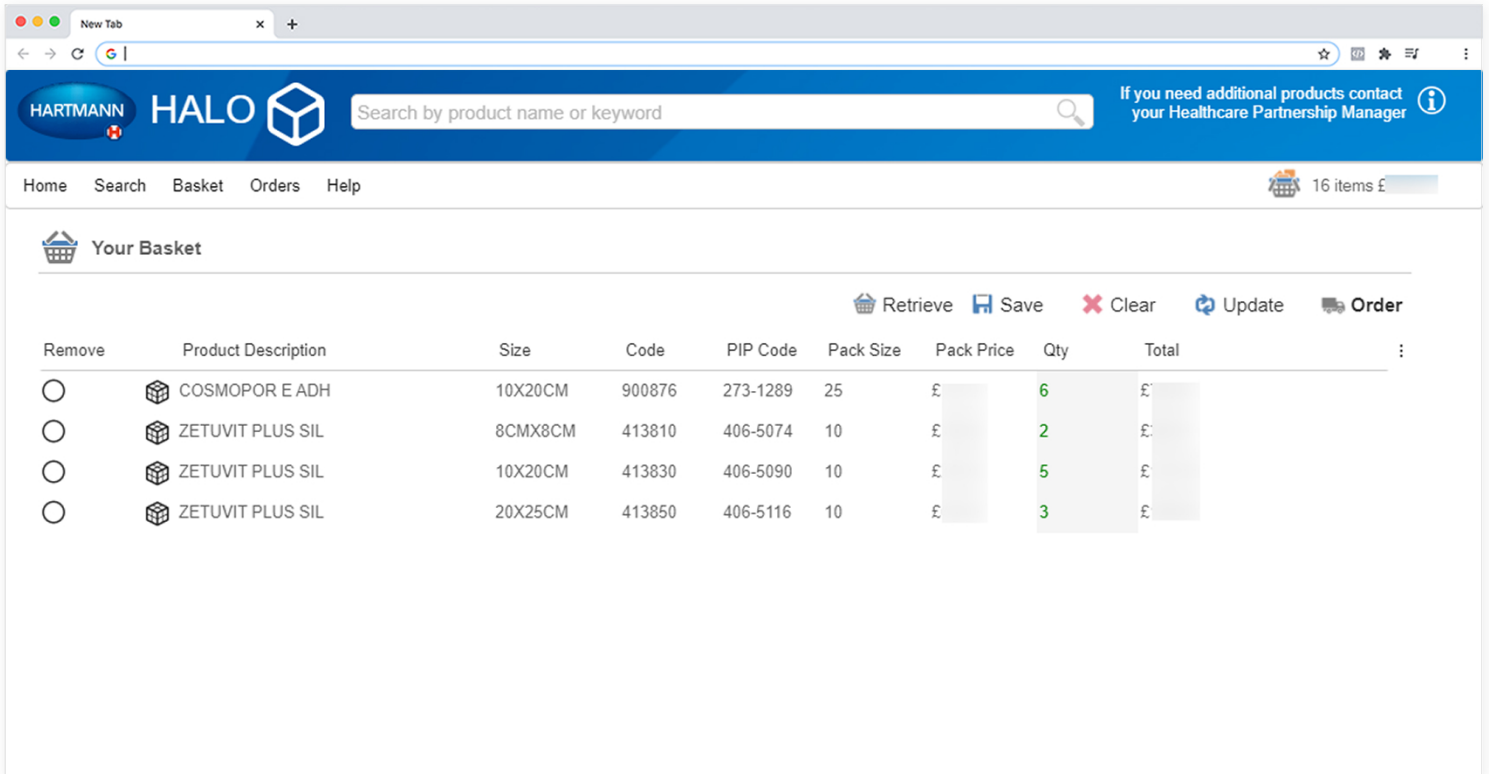 New Tab
HARTMANN HALO
Search by product name or keyword
If you need additional products contact
your Healthcare Partnership Manager
Home Search Basket Orders Help 16 items £
Your Basket
Retrieve Save Clear Update Order
Remove Product Description Size Code PIP Code Pack Size Pack Price Qty Total
COSMOPOR E ADH 10X20CM 900876 273-1289 25 £ 6 £
ZETUVIT PLUS SIL 8CMX8CM 413810 406-5074 10 £ 2 £
ZETUVIT PLUS SIL 10X20CM 413830 406-5090 10 £ 5 £
ZETUVIT PLUS SIL 20X25CM 413850 406-5116 10 £ 3 £